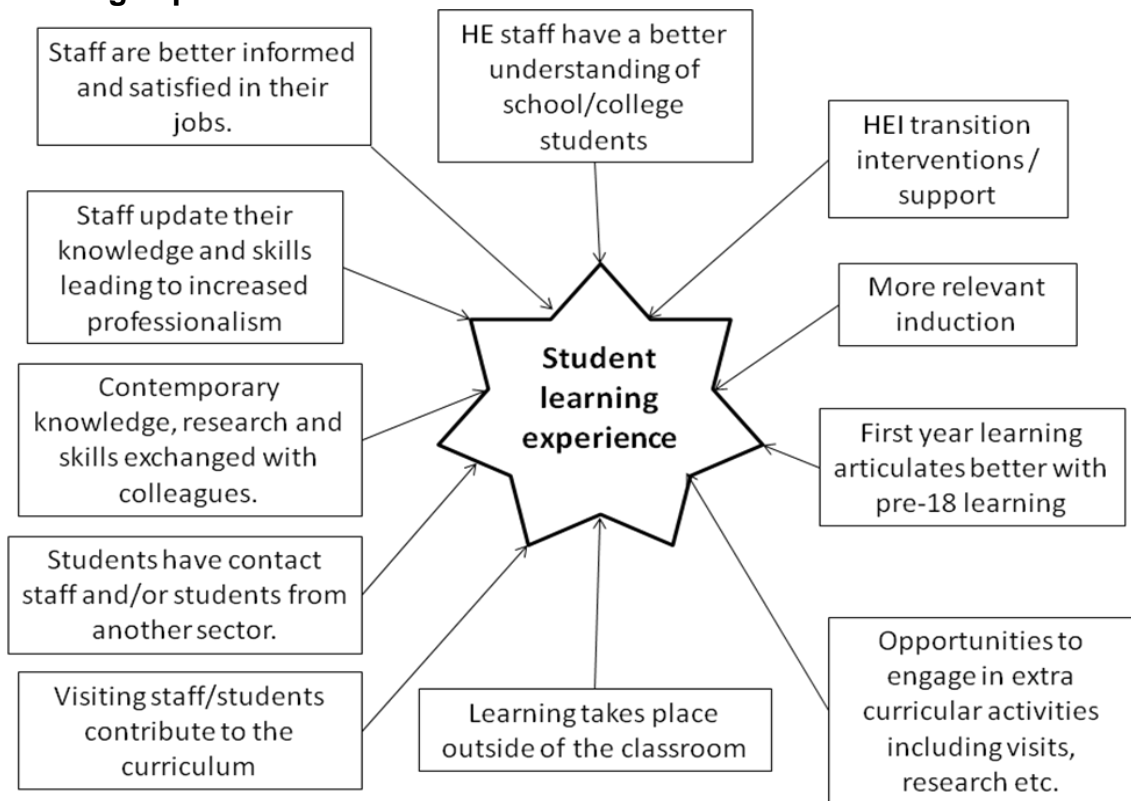 Staff are better informed
and satisfied in their
jobs.
HE staff have a better
understanding of
school/college
students
HEI transition
interventions /
support
Staff update their
knowledge and skills
leading to increased
professionalism
More relevant
induction
Student
learning
experience
Contemporary
knowledge, research and
skills exchanged with
colleagues.
First year learning
articulates better with
pre-18 learning
Students have contact
staff and/or students from
another sector.
Opportunities to
engage in extra
curricular activities
including visits,
research etc.
Visiting staff/students
contribute to the
curriculum
Learning takes place
outside of the classroom